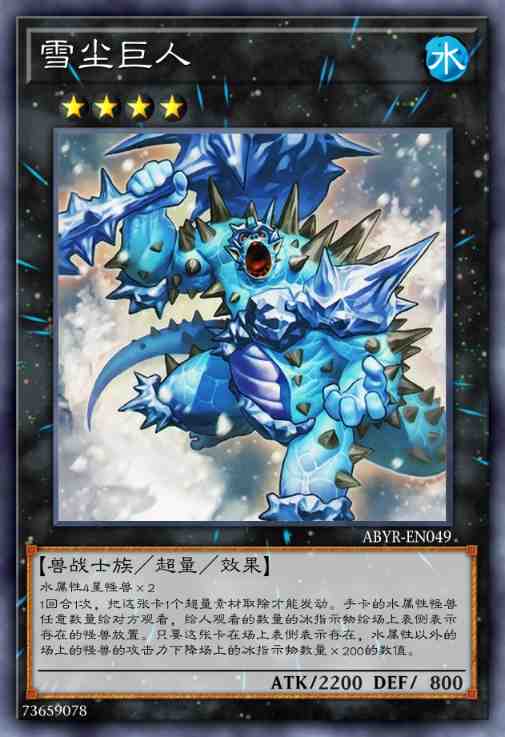 雪尘巨人
水
ABYR-EN049
【兽战士族／超量／效果】
水属性4星怪兽×2
1回合1次，把这张卡1个超量素材取除才能发动。手卡的水属性怪兽
任意数量给对方观看，给人观看的数量的冰指示物给场上表侧表示
存在的怪兽放置。只要这张卡在场上表侧表示存在，水属性以外的
场上的怪兽的攻击力下降场上的冰指示物数量×200的数值。
ATK/2200 DEF/ 800
73659078